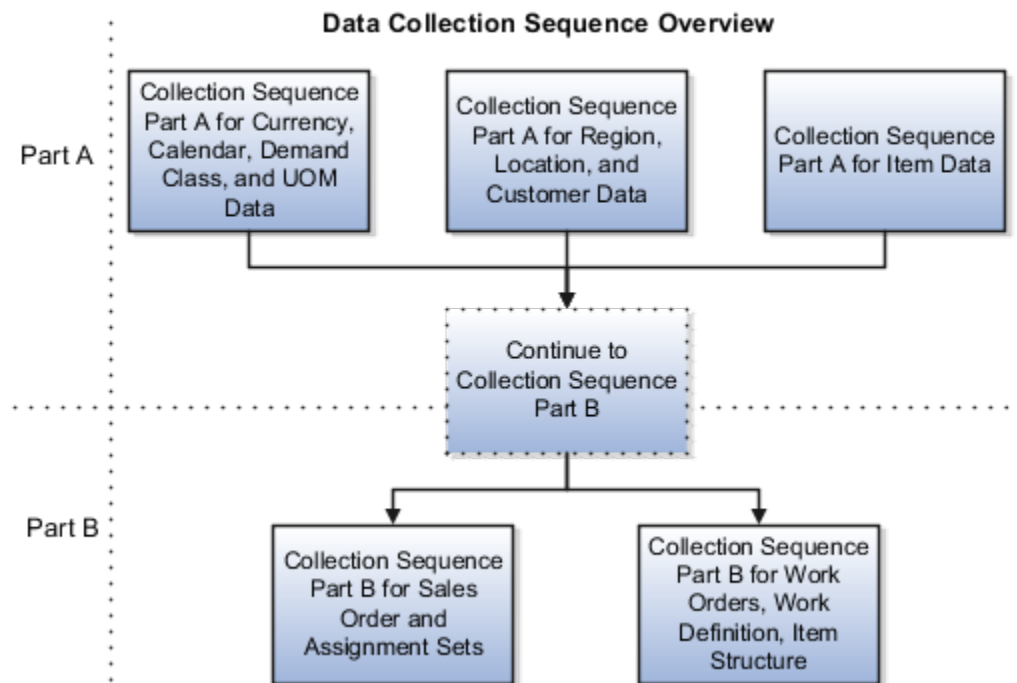 Data Collection Sequence Overview
Part A
Collection Sequence
Part A for Currency,
Calendar, Demand
Class, and UOM
Data
Collection Sequence
Part A for Region,
Location, and
Customer Data
Collection Sequence
Part A for Item Data
Continue to
Collection Sequence
Part B
Part B
Collection Sequence
Part B for Sales
Order and
Assignment Sets
Collection Sequence
Part B for Work
Orders, Work
Definition, Item
Structure